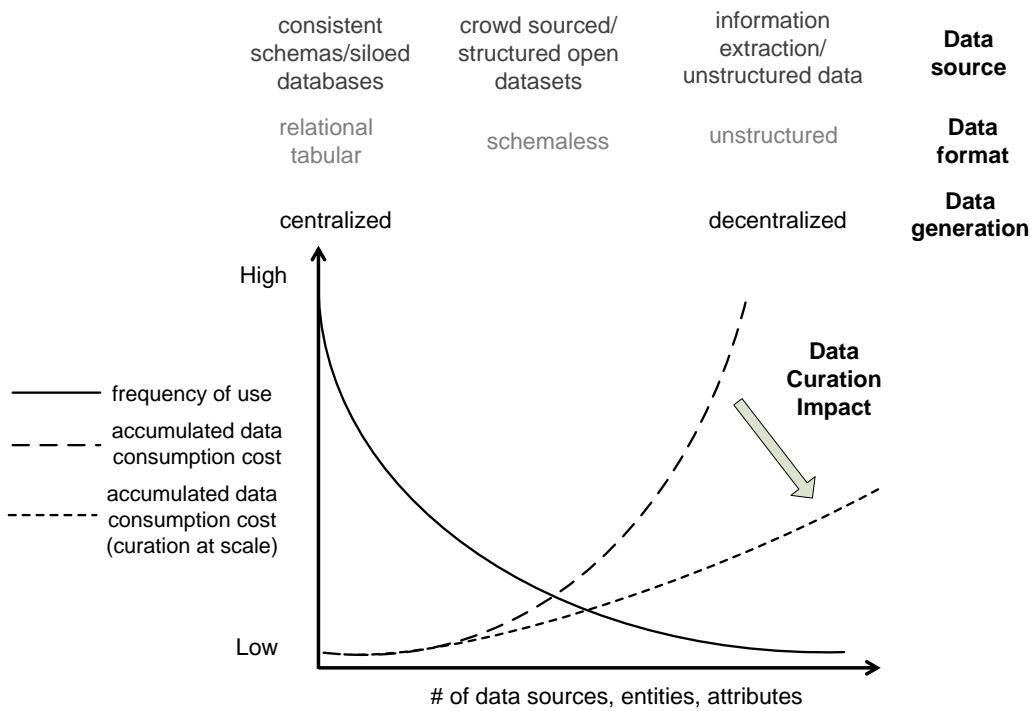 consistent
schemas/siloed
databases
crowd sourced/
structured open
datasets
information
extraction/
unstructured data
Data
source
relational
tabular
schemaless
unstructured
Data
format
centralized
decentralized
Data
generation
High
Data
Curation
Impact
frequency of use
accumulated data
consumption cost
accumulated data
consumption cost
(curation at scale)
Low
# of data sources, entities, attributes